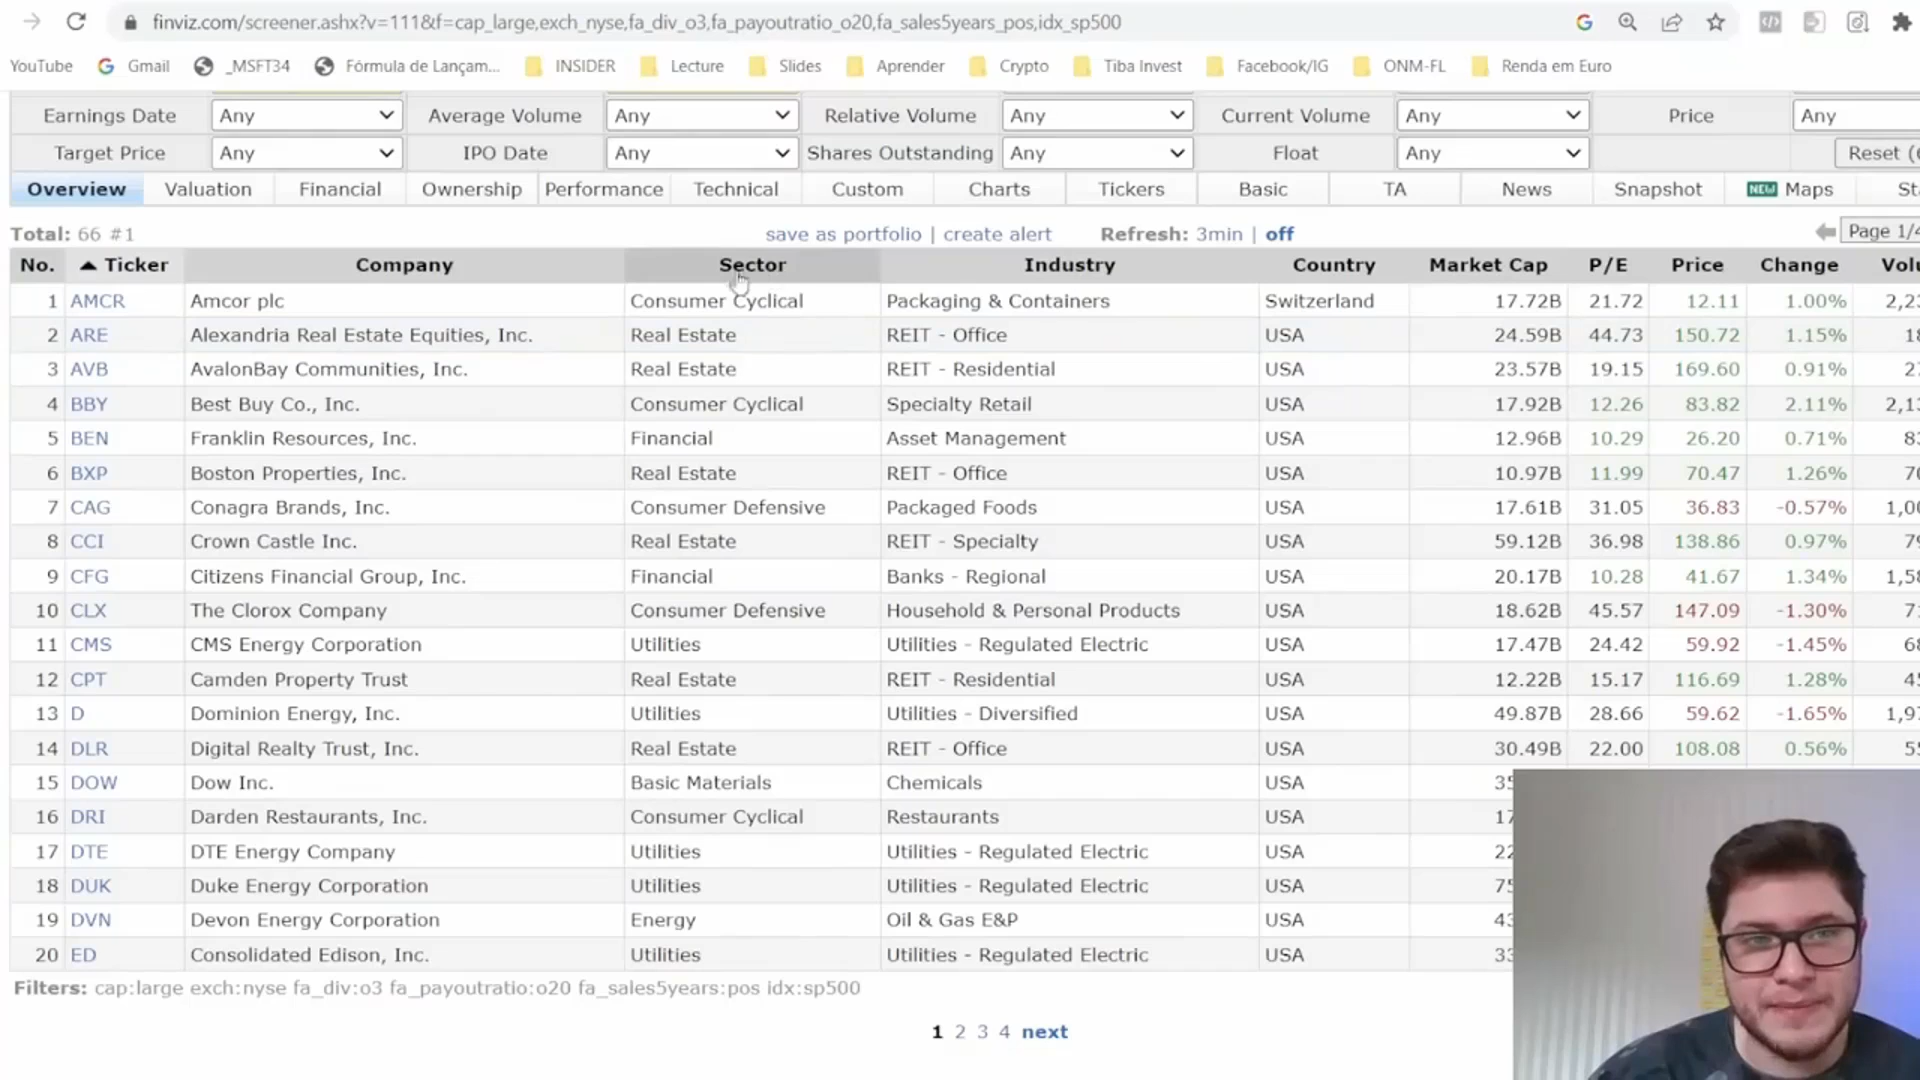 finviz.com/screener.ashx?v=111&f=cap_large,exch_nyse,fa_div_o3,fa_payoutratio_o20,fa_sales5years_pos,idx_sp500
YouTube Gmail _MSFT34 Fórmula de Lançam... INSIDER Lecture Slides Aprender Crypto Tiba Invest Facebook/IG ONM-FL Renda em Euro
Earnings Date Any Average Volume Any Relative Volume Any Current Volume Any Price Any
Target Price Any IPO Date Any Shares Outstanding Any Float Any Reset
Overview Valuation Financial Ownership Performance Technical Custom Charts Tickers Basic TA News Snapshot NEW Maps
Total: 66 #1 save as portfolio | create alert Refresh: 3min | off Page 1/4
No. ▲ Ticker Company Sector Industry Country Market Cap P/E Price Change
1 AMCR Amcor plc Consumer Cyclical Packaging & Containers Switzerland 17.72B 21.72 12.11 1.00%
2 ARE Alexandria Real Estate Equities, Inc. Real Estate REIT - Office USA 24.59B 44.73 150.72 1.15%
3 AVB AvalonBay Communities, Inc. Real Estate REIT - Residential USA 23.57B 19.15 169.60 0.91%
4 BBY Best Buy Co., Inc. Consumer Cyclical Specialty Retail USA 17.92B 12.26 83.82 2.11%
5 BEN Franklin Resources, Inc. Financial Asset Management USA 12.96B 10.29 26.20 0.71%
6 BXP Boston Properties, Inc. Real Estate REIT - Office USA 10.97B 11.99 70.47 1.26%
7 CAG Conagra Brands, Inc. Consumer Defensive Packaged Foods USA 17.61B 31.05 36.83 -0.57%
8 CCI Crown Castle Inc. Real Estate REIT - Specialty USA 59.12B 36.98 138.86 0.97%
9 CFG Citizens Financial Group, Inc. Financial Banks - Regional USA 20.17B 10.28 41.67 1.34%
10 CLX The Clorox Company Consumer Defensive Household & Personal Products USA 18.62B 45.57 147.09 -1.30%
11 CMS CMS Energy Corporation Utilities Utilities - Regulated Electric USA 17.47B 24.42 59.92 -1.45%
12 CPT Camden Property Trust Real Estate REIT - Residential USA 12.22B 15.17 116.69 1.28%
13 D Dominion Energy, Inc. Utilities Utilities - Diversified USA 49.87B 28.66 59.62 -1.65%
14 DLR Digital Realty Trust, Inc. Real Estate REIT - Office USA 30.49B 22.00 108.08 0.56%
15 DOW Dow Inc. Basic Materials Chemicals USA
16 DRI Darden Restaurants, Inc. Consumer Cyclical Restaurants USA
17 DTE DTE Energy Company Utilities Utilities - Regulated Electric USA
18 DUK Duke Energy Corporation Utilities Utilities - Regulated Electric USA
19 DVN Devon Energy Corporation Energy Oil & Gas E&P USA
20 ED Consolidated Edison, Inc. Utilities Utilities - Regulated Electric USA
Filters: cap:large exch:nyse fa_div:o3 fa_payoutratio:o20 fa_sales5years:pos idx:sp500
1 2 3 4 next